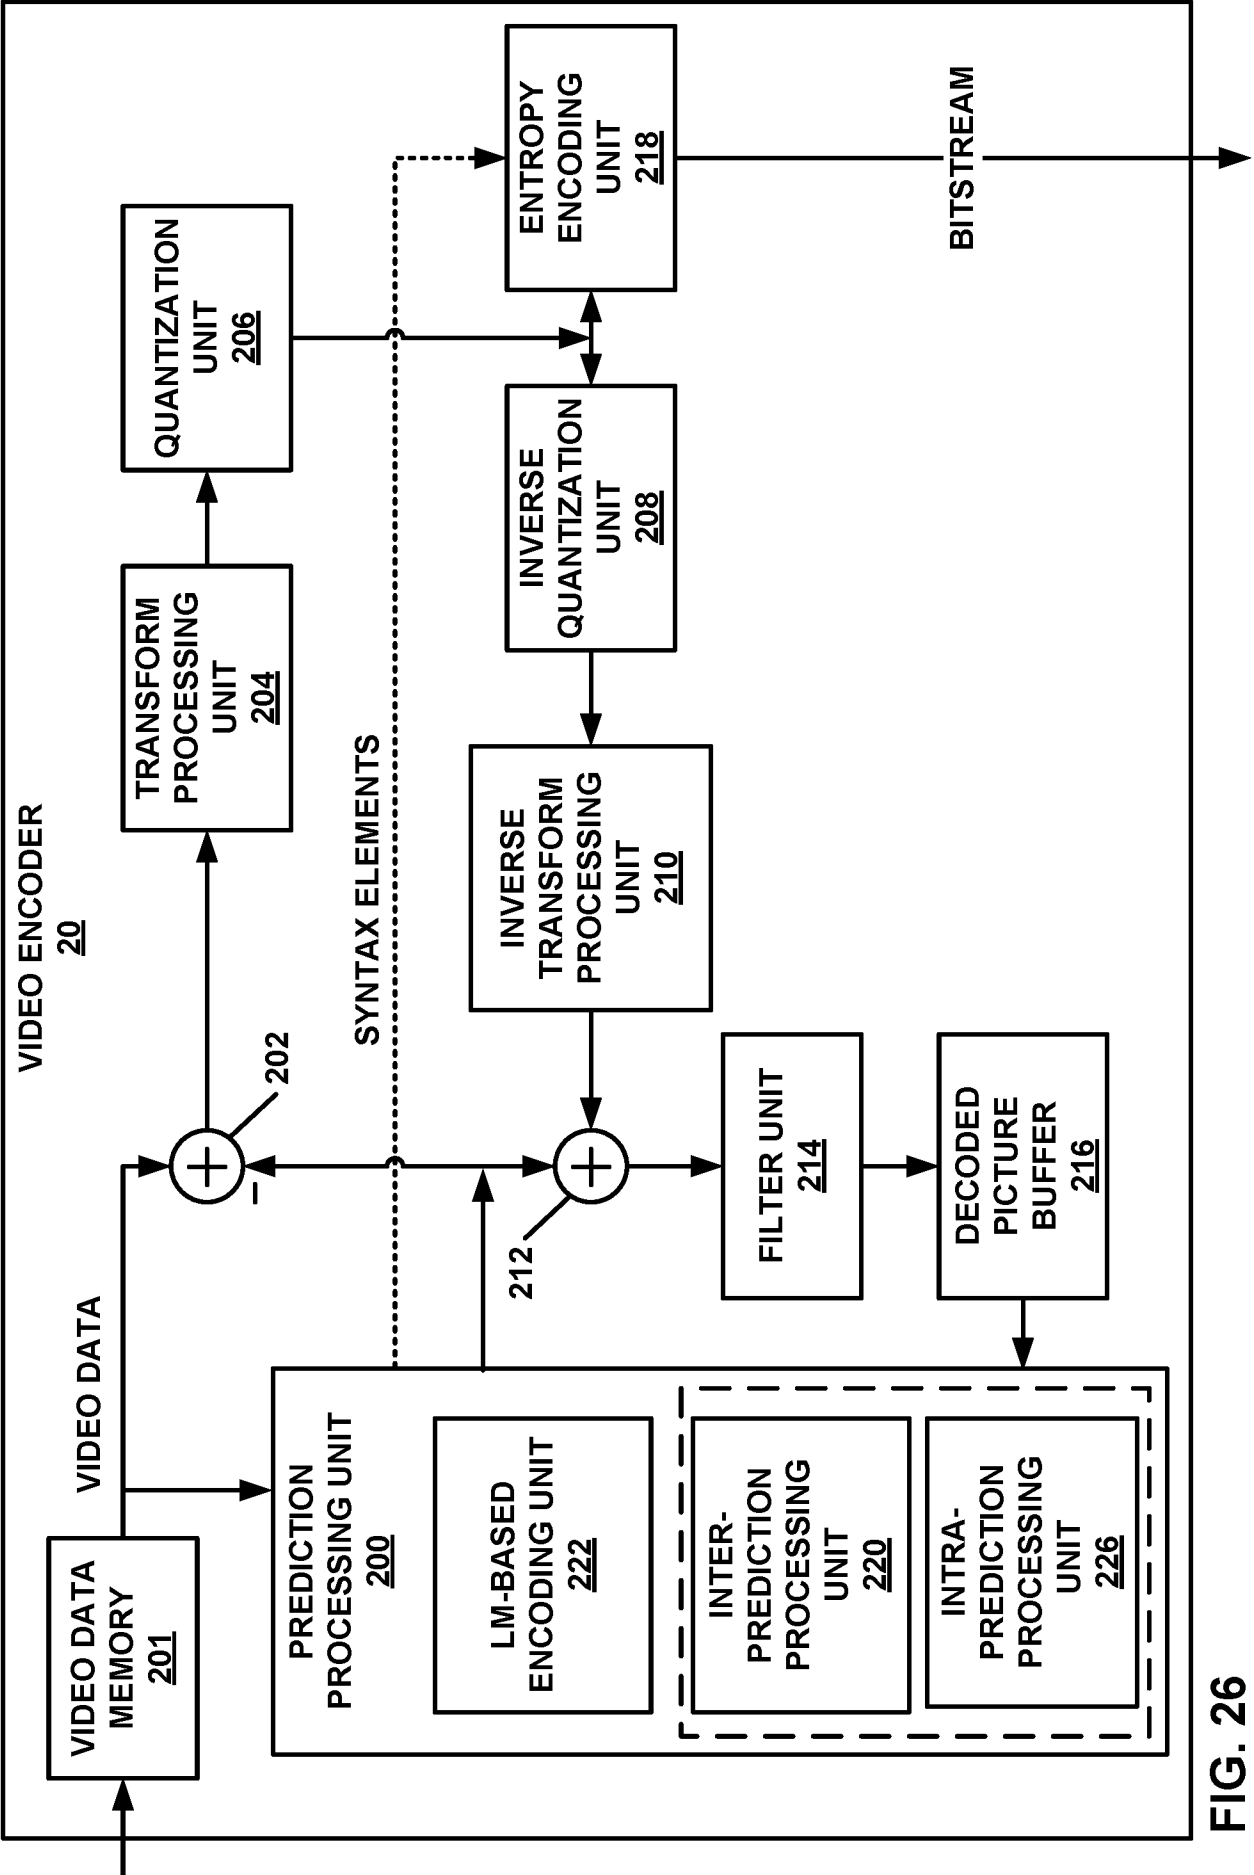 VIDEO ENCODER
20
VIDEO DATA
MEMORY
201
VIDEO DATA
202
TRANSFORM
PROCESSING
UNIT
204
QUANTIZATION
UNIT
206
SYNTAX ELEMENTS
PREDICTION
PROCESSING UNIT
200
LM-BASED
ENCODING UNIT
222
INTER-
PREDICTION
PROCESSING
UNIT
220
INTRA-
PREDICTION
PROCESSING
UNIT
226
–
212
INVERSE
TRANSFORM
PROCESSING
UNIT
210
INVERSE
QUANTIZATION
UNIT
208
ENTROPY
ENCODING
UNIT
218
FILTER UNIT
214
DECODED
PICTURE
BUFFER
216
BITSTREAM
FIG. 26